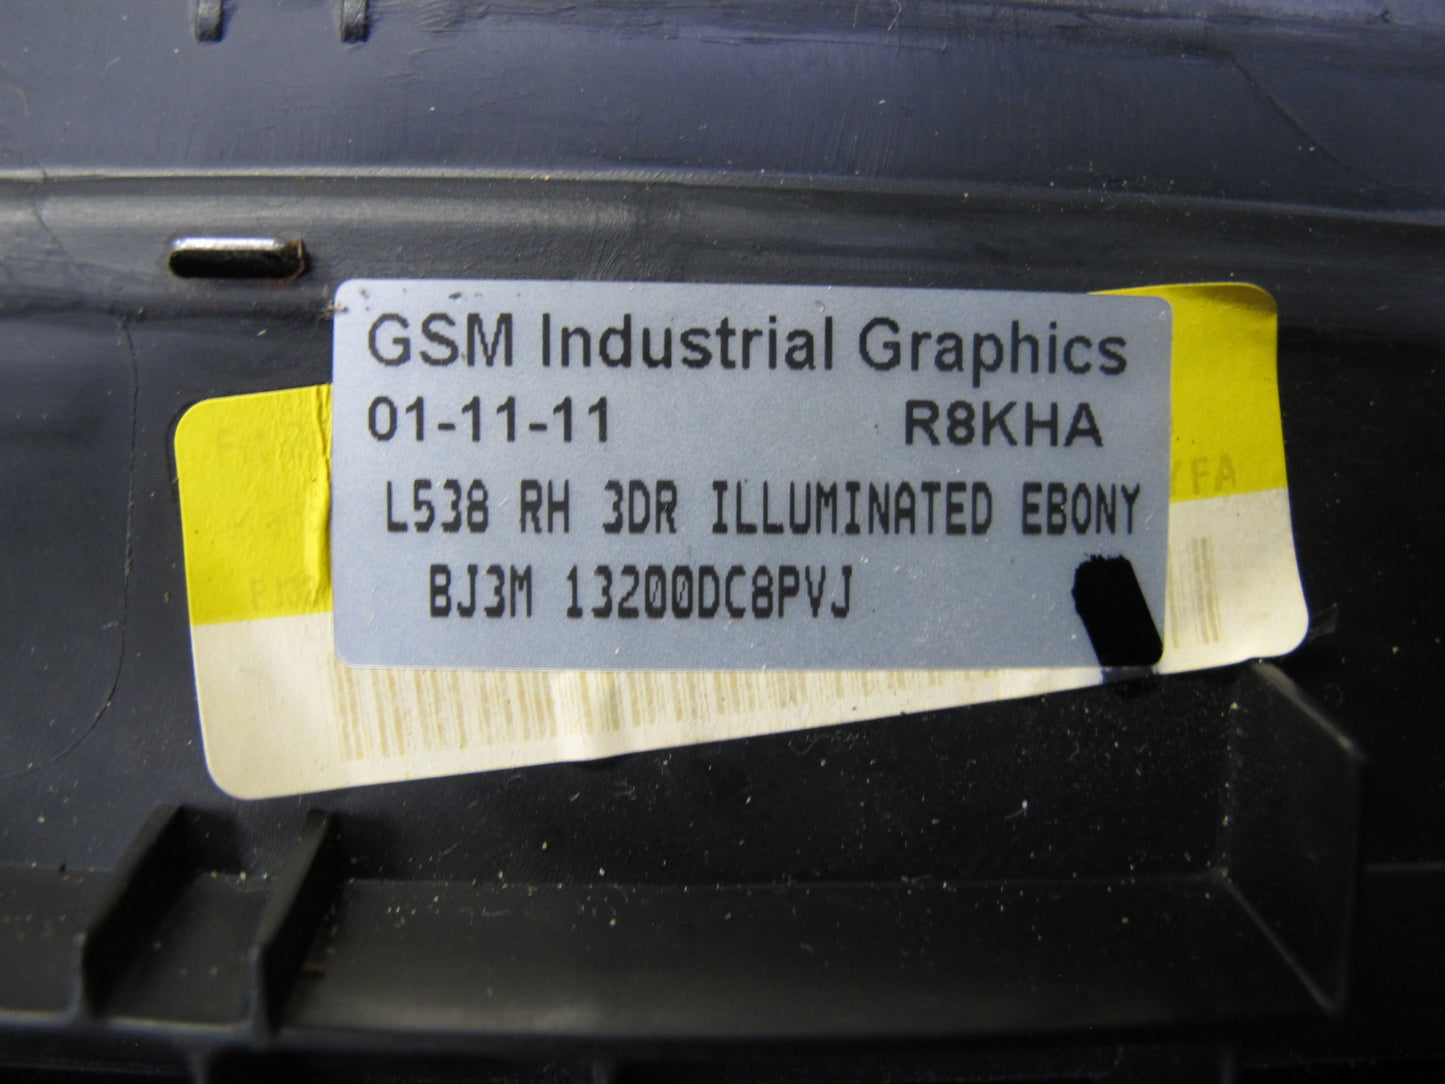 GSM Industrial Graphics
01-11-11 R8KHA
L538 RH 3DR ILLUMINATED EBONY
BJ3M 13200DC8PVJ